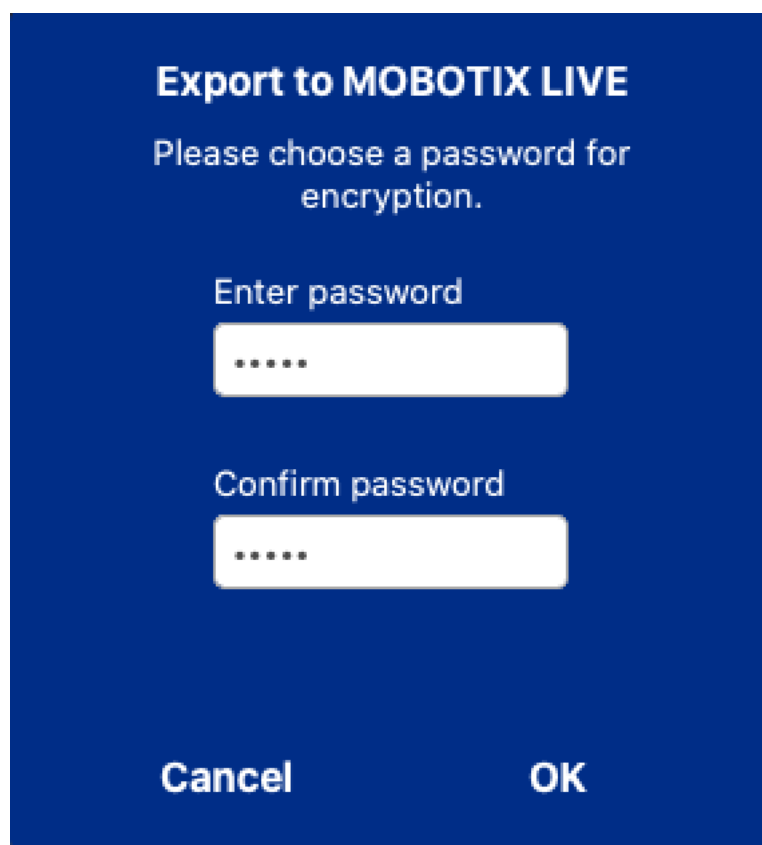 Export to MOBOTIX LIVE
Please choose a password for
encryption.
Enter password
•••••
Confirm password
•••••
Cancel OK